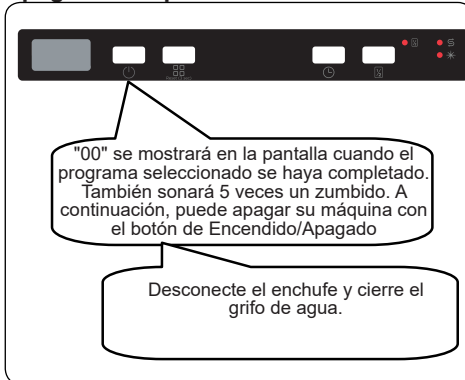 "00" se mostrará en la pantalla cuando el
programa seleccionado se haya completado.
También sonará 5 veces un zumbido. A
continuación, puede apagar su máquina con
el botón de Encendido/Apagado
Desconecte el enchufe y cierre el
grifo de agua.